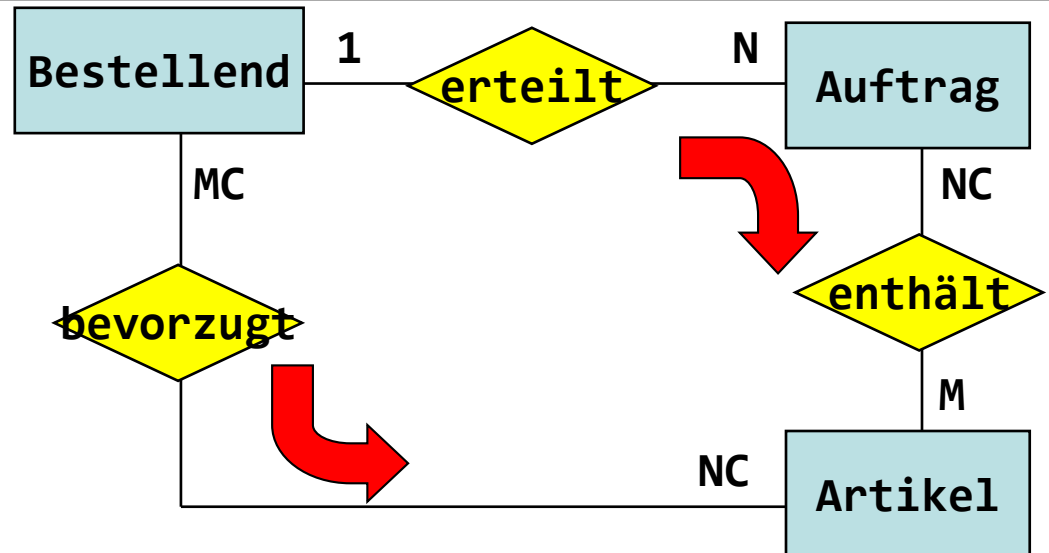 Bestellend
1
erteilt
N
Auftrag
MC
NC
bevorzugt
enthält
M
NC
Artikel